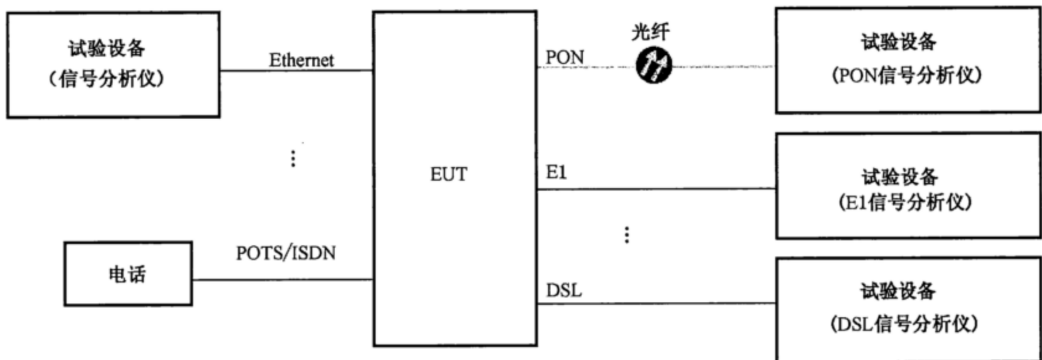 试验设备
(信号分析仪)
Ethernet
⋮
电话
POTS/ISDN
EUT
PON
光纤
E1
⋮
DSL
试验设备
(PON信号分析仪)
试验设备
(E1信号分析仪)
试验设备
(DSL信号分析仪)